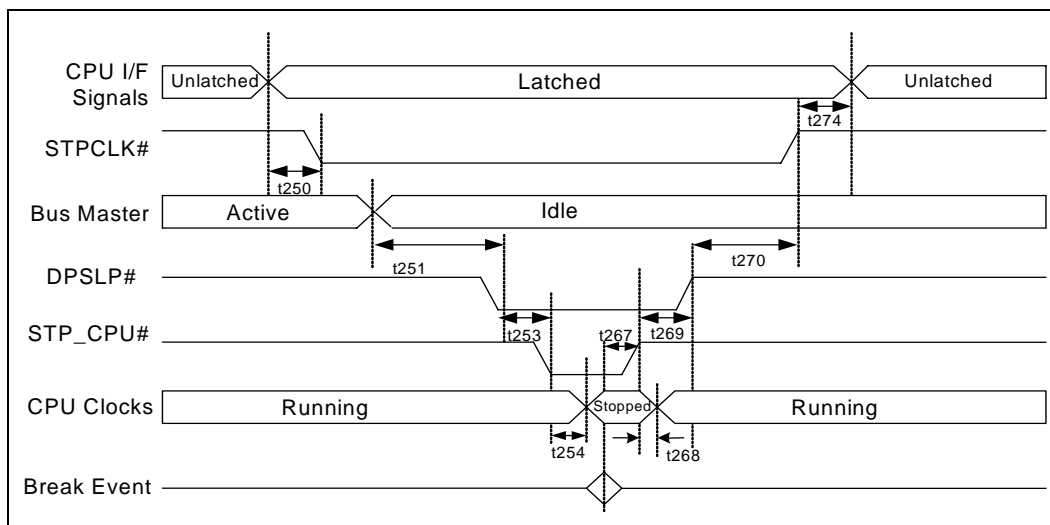 CPU I/F
Signals
Unlatched
Latched
Unlatched
t274
STPCLK#
t250
Bus Master
Active
Idle
t251
t270
DPSLP#
t253
t267
t269
STP_CPU#
CPU Clocks
Running
Stopped
Running
t254
t268
Break Event